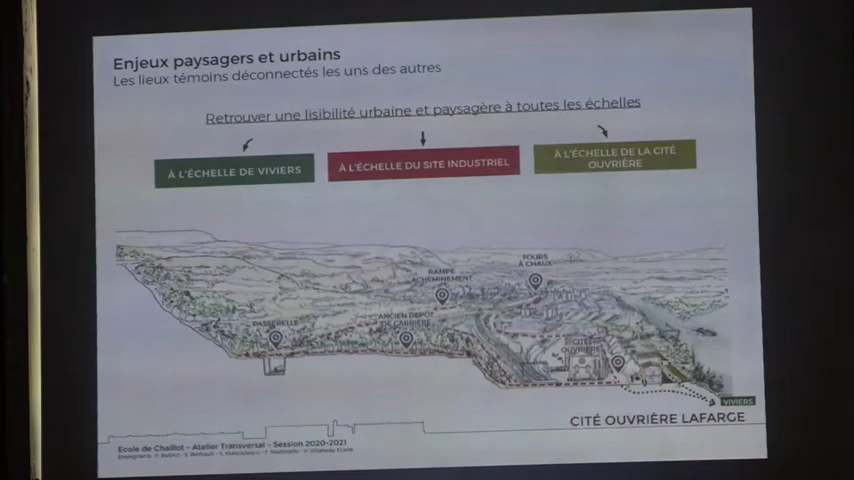 Enjeux paysagers et urbains
Les lieux témoins déconnectés les uns des autres
Retrouver une lisibilité urbaine et paysagère à toutes les échelles
À L'ÉCHELLE DE VIVIERS
À L'ÉCHELLE DU SITE INDUSTRIEL
À L'ÉCHELLE DE LA CITÉ
OUVRIÈRE
FOURS
À CHAUX
RAMPE
ACHEMINEMENT
ANCIEN DEPOT
DE CARRIÈRE
PASSERELLE
CITÉ
OUVRIÈRE
VIVIERS
CITÉ OUVRIÈRE LAFARGE
Ecole de Chaillot - Atelier Transversal - Session 2020-2021